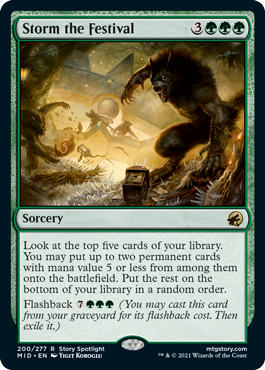 Storm the Festival 3
Sorcery
Look at the top five cards of your library.
You may put up to two permanent cards
with mana value 5 or less from among them
onto the battlefield. Put the rest on the
bottom of your library in a random order.
Flashback 7 (You may cast this card
from your graveyard for its flashback cost. Then
exile it.)
200/277 R Story Spotlight mtgstory.com
MID • EN YIGIT KOROGLU ™ & © 2021 Wizards of the Coast